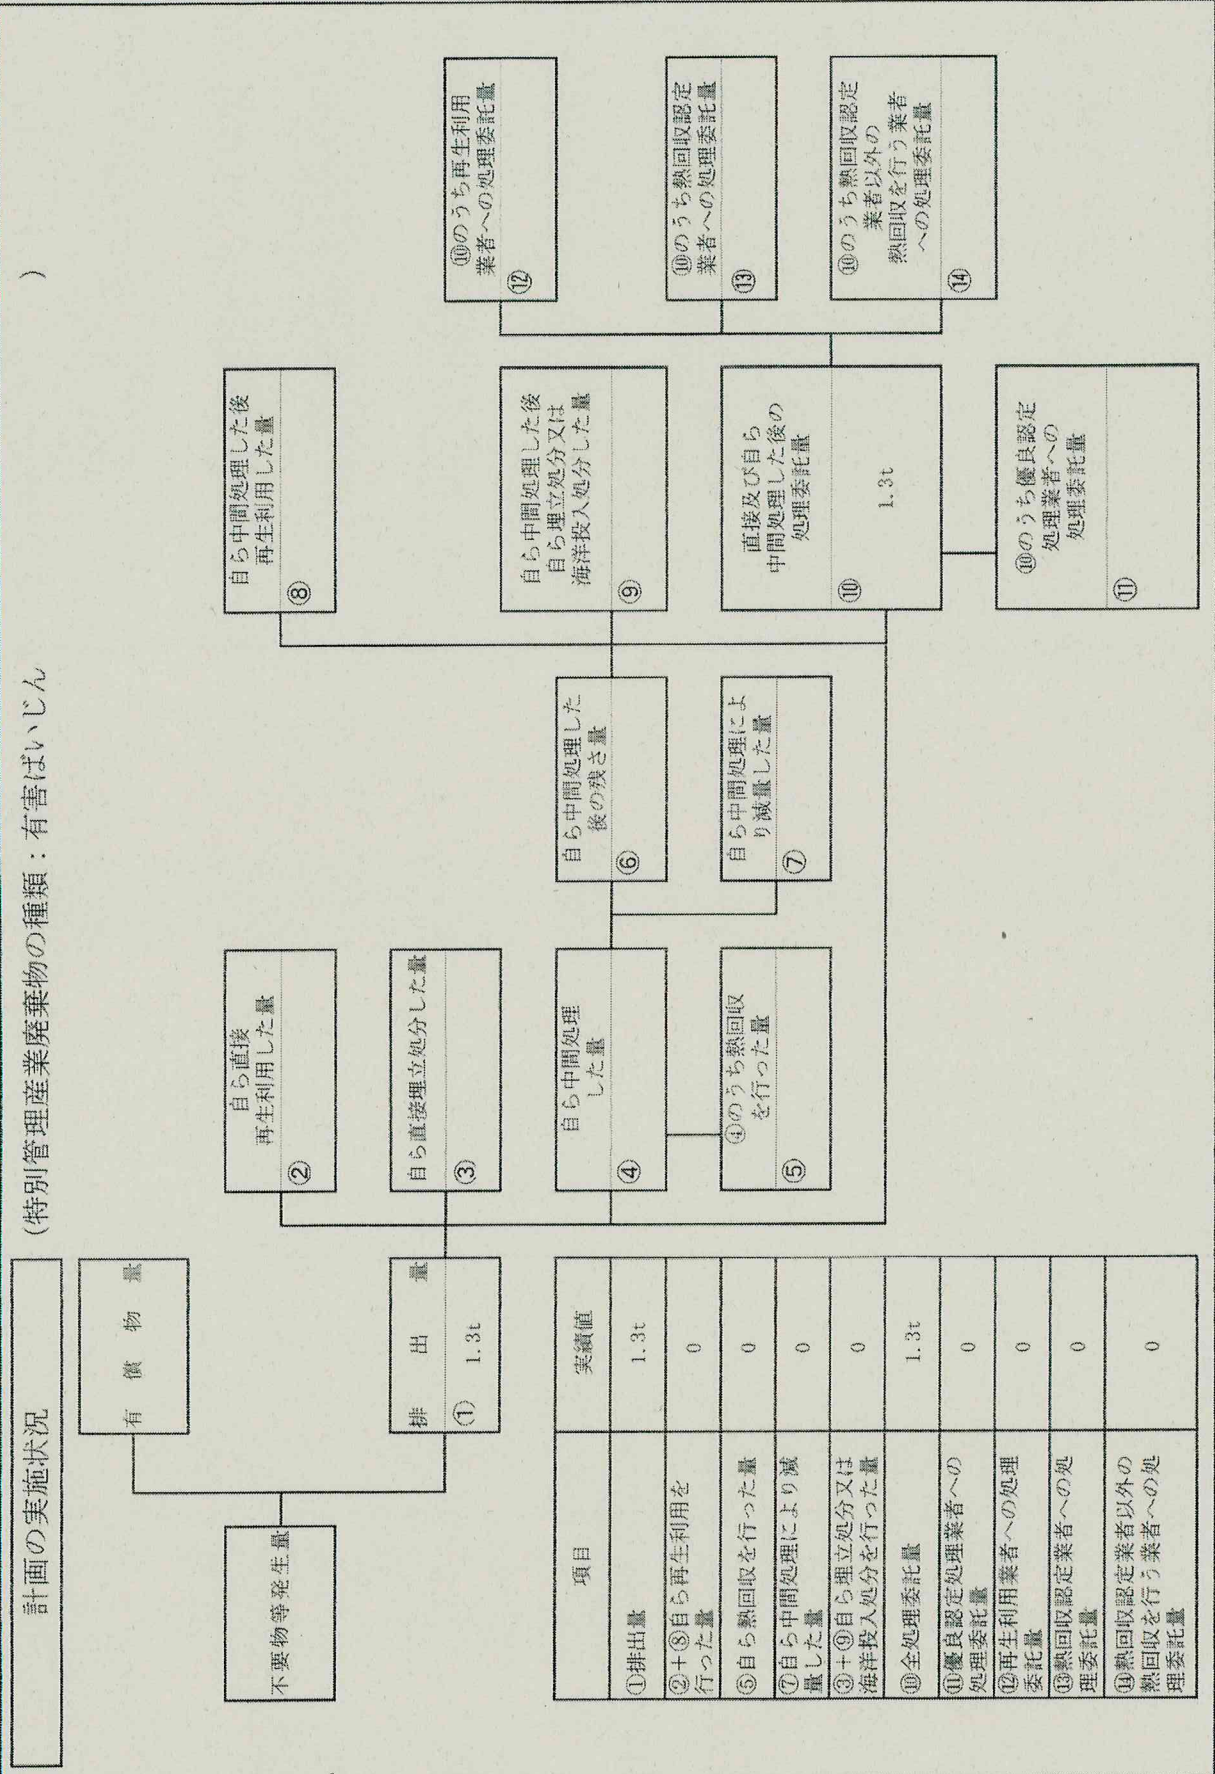 計画の実施状況
(特別管理産業廃棄物の種類：有害ばいじん)
有償物量
不要物等発生量
排出量
① 1.3t
自ら直接
再生利用した量
②
自ら直接埋立処分した量
③
自ら中間処理
した量
④
④のうち熱回収
を行った量
⑤
自ら中間処理した
後の残さ量
⑥
自ら中間処理によ
り減量した量
⑦
自ら中間処理した後
再生利用した量
⑧
自ら中間処理した後
自ら埋立処分又は
海洋投入処分した量
⑨
直接及び自ら
中間処理した後の
処理委託量
⑩ 1.3t
⑩のうち優良認定
処理業者への
処理委託量
⑪
⑩のうち再生利用
業者への処理委託量
⑫
⑩のうち熱回収認定
業者への処理委託量
⑬
⑩のうち熱回収認定
業者以外の
熱回収を行う業者
への処理委託量
⑭
項目 実績値
①排出量 1.3t
②＋⑧自ら再生利用を
行った量 0
⑤自ら熱回収を行った量 0
⑦自ら中間処理により減
量した量 0
③＋⑨自ら埋立処分又は
海洋投入処分を行った量 0
⑩全処理委託量 1.3t
⑪優良認定処理業者への
処理委託量 0
⑫再生利用業者への処理
委託量 0
⑬熱回収認定業者への処
理委託量 0
⑭熱回収認定業者以外の
熱回収を行う業者への処
理委託量 0